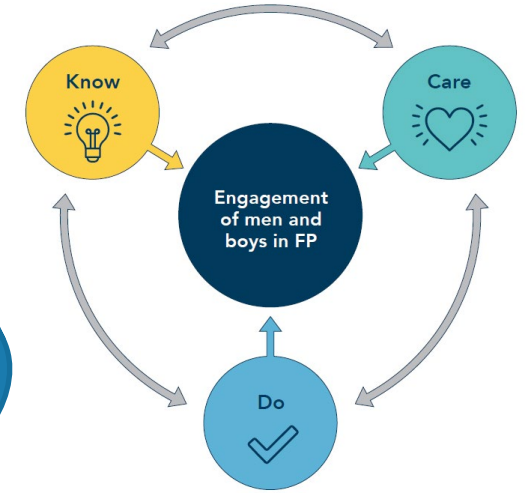 Know
Care
Engagement
of men and
boys in FP
Do